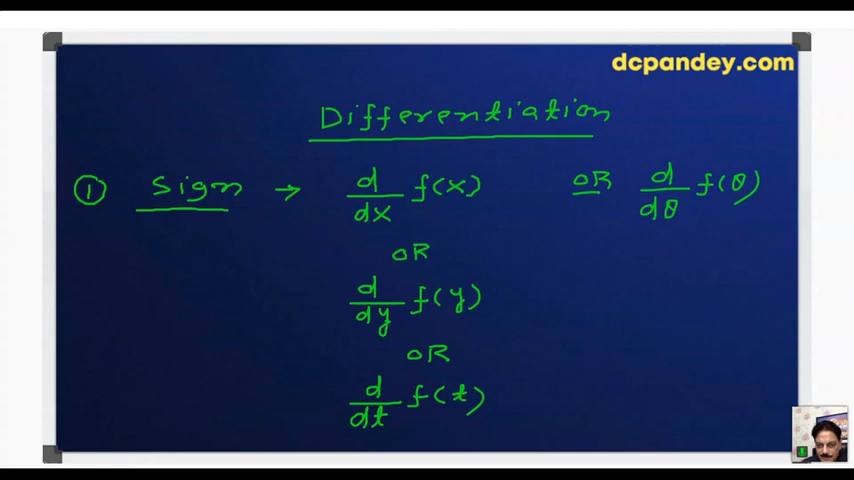 dcpandey.com
Differentiation
① Sign → d/dx f(x) OR d/dθ f(θ)
OR
d/dy f(y)
OR
d/dt f(t)